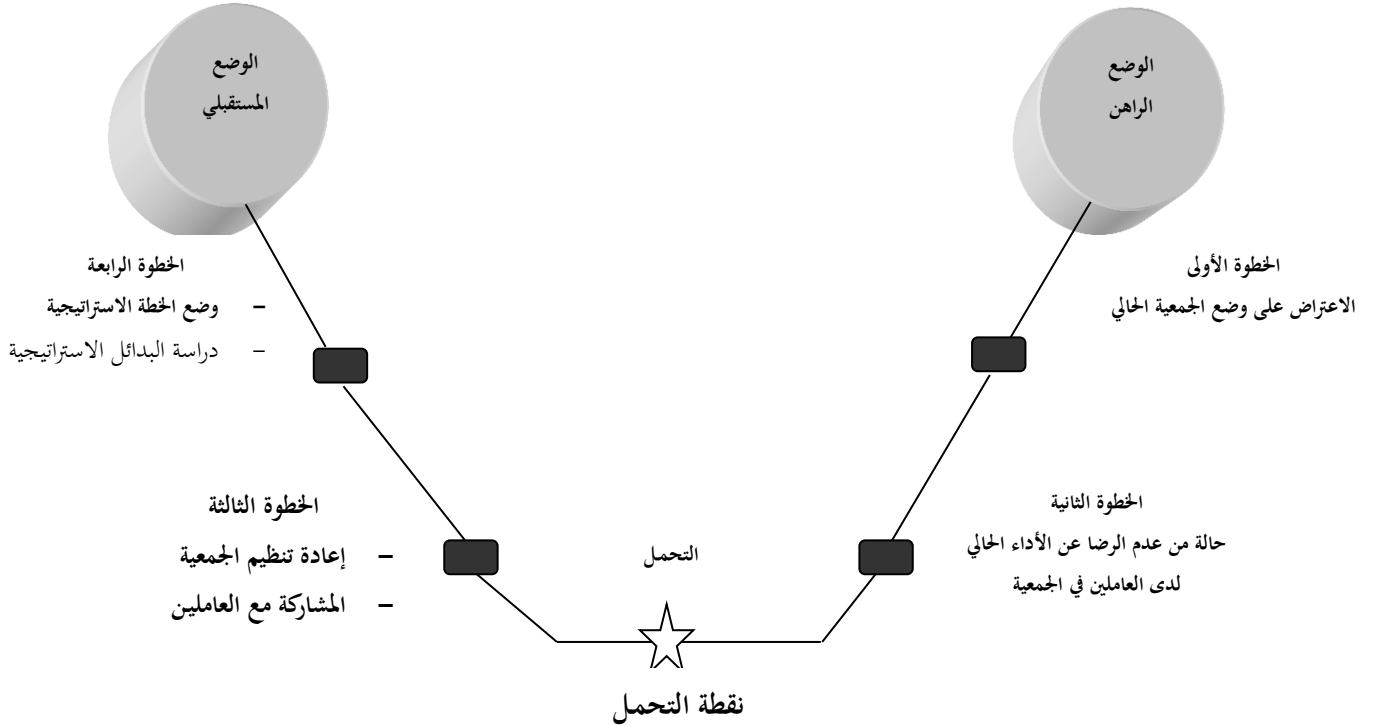 الوضع
الراهن
الخطوة الأولى
الاعتراض على وضع الجمعية الحالي
الخطوة الثانية
حالة من عدم الرضا عن الأداء الحالي
لدى العاملين في الجمعية
التحمل
نقطة التحمل
الخطوة الثالثة
– إعادة تنظيم الجمعية
– المشاركة مع العاملين
الخطوة الرابعة
– وضع الخطة الاستراتيجية
– دراسة البدائل الاستراتيجية
الوضع
المستقبلي